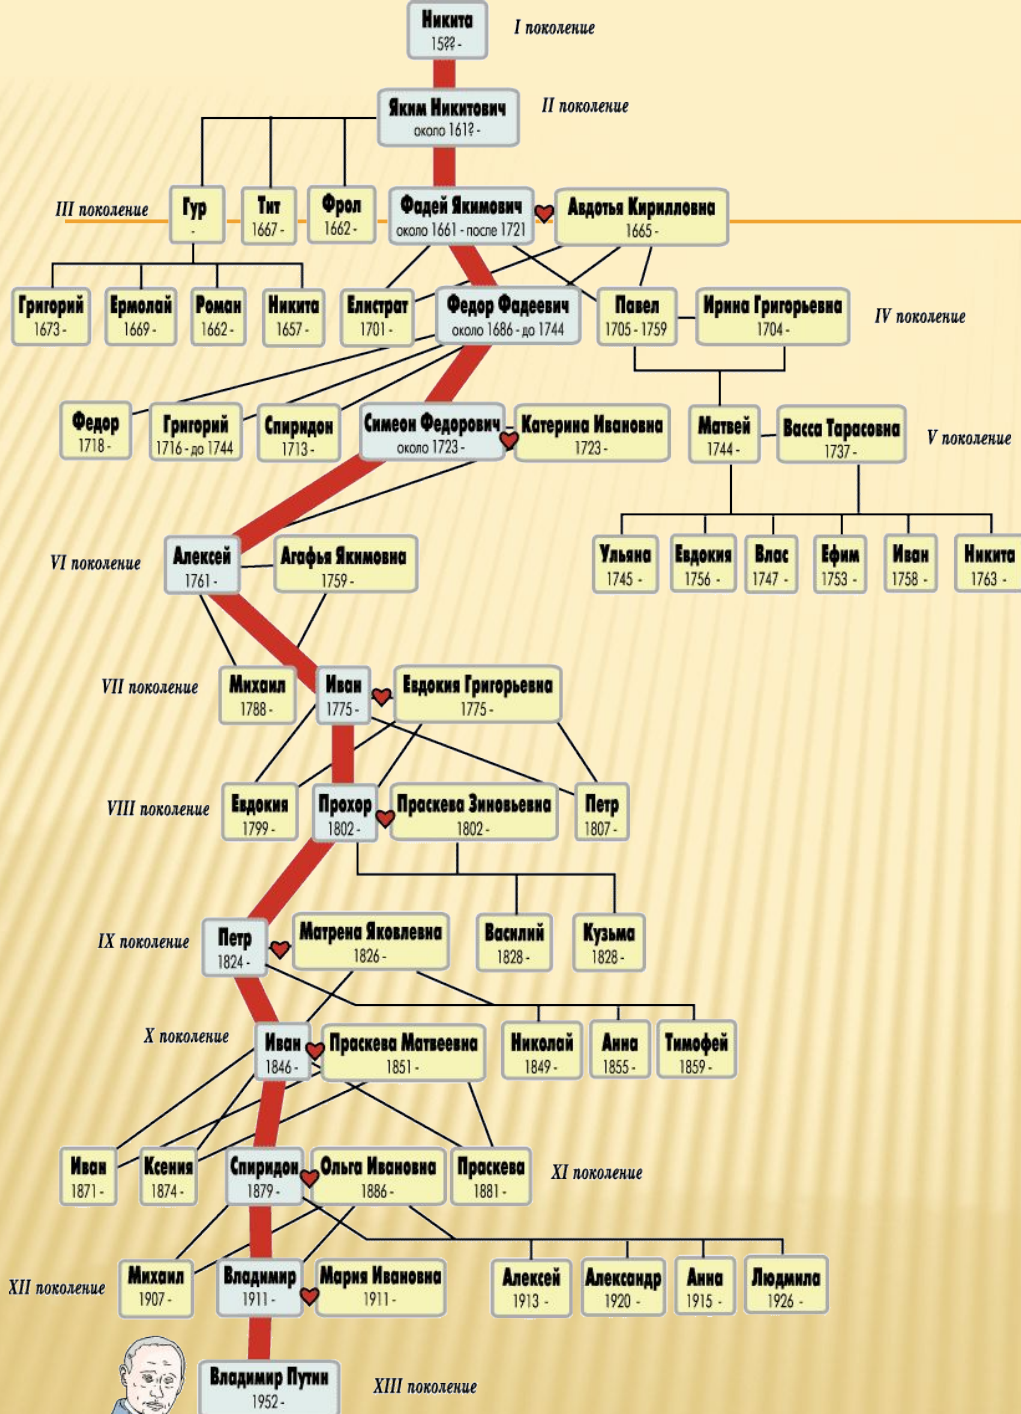 Никита
15?? -
I поколение
Яким Никитович
около 161? -
II поколение
III поколение
Гур
-
Тит
1667 -
Фрол
1662 -
Фадей Якимович
около 1661 - после 1721
Авдотья Кирилловна
1665 -
Григорий
1673 -
Ермолай
1669 -
Роман
1662 -
Никита
1657 -
Елистрат
1701 -
Федор Фадеевич
около 1686 - до 1744
Павел
1705 - 1759
Ирина Григорьевна
1704 -
IV поколение
Федор
1718 -
Григорий
1716 - до 1744
Спиридон
1713 -
Симеон Федорович
около 1723 -
Катерина Ивановна
1723 -
Матвей
1744 -
Васса Тарасовна
1737 -
V поколение
VI поколение
Алексей
1761 -
Агафья Якимовна
1759 -
Ульяна
1745 -
Евдокия
1756 -
Влас
1747 -
Ефим
1753 -
Иван
1758 -
Никита
1763 -
VII поколение
Михаил
1788 -
Иван
1775 -
Евдокия Григорьевна
1775 -
VIII поколение
Евдокия
1799 -
Прохор
1802 -
Праскева Зиновьевна
1802 -
Петр
1807 -
IX поколение
Петр
1824 -
Матрена Яковлевна
1826 -
Василий
1828 -
Кузьма
1828 -
X поколение
Иван
1846 -
Праскева Матвеевна
1851 -
Николай
1849 -
Анна
1855 -
Тимофей
1859 -
Иван
1871 -
Ксения
1874 -
Спиридон
1879 -
Ольга Ивановна
1886 -
Праскева
1881 -
XI поколение
XII поколение
Михаил
1907 -
Владимир
1911 -
Мария Ивановна
1911 -
Алексей
1913 -
Александр
1920 -
Анна
1915 -
Людмила
1926 -
Владимир Путин
1952 -
XIII поколение